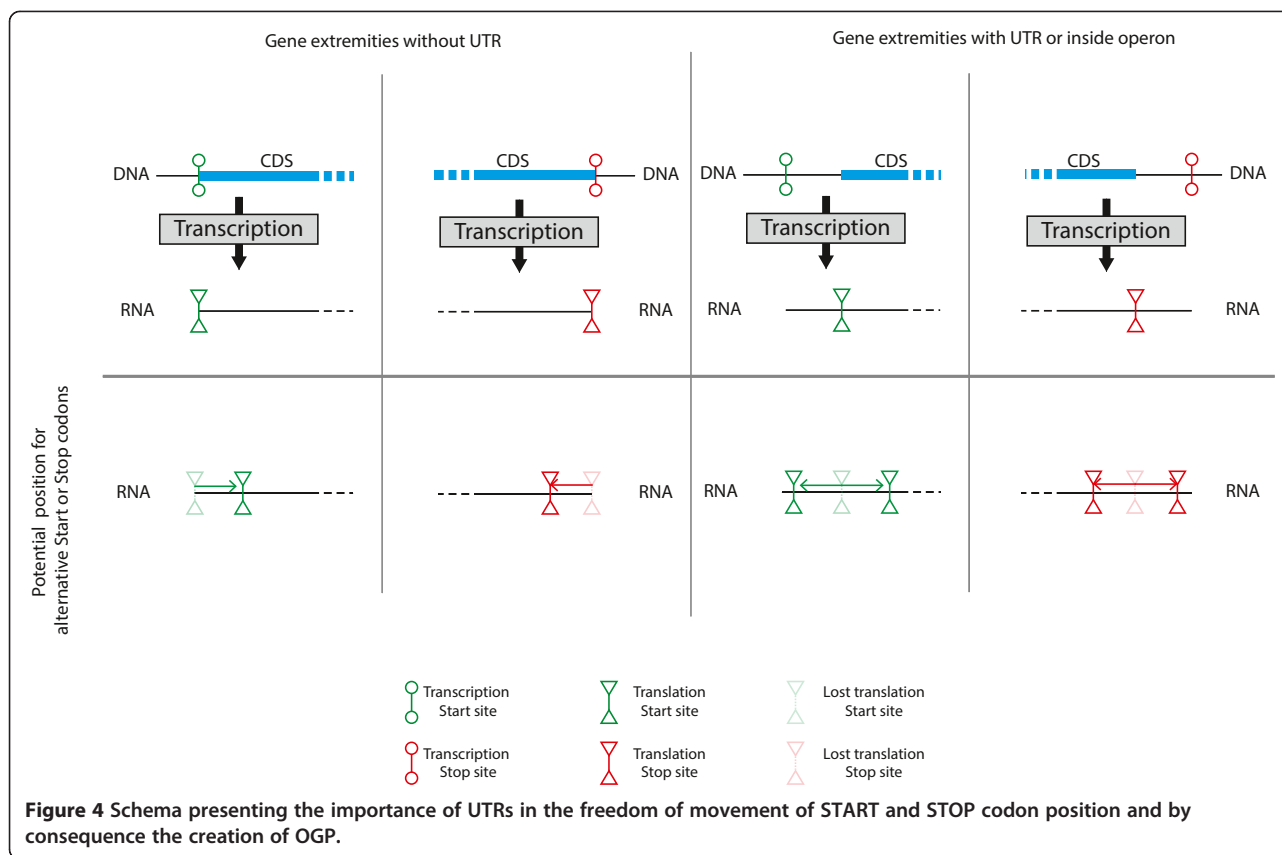 Gene extremities without UTR
Gene extremities with UTR or inside operon
DNA
CDS
CDS
DNA
DNA
CDS
CDS
DNA
Transcription
Transcription
Transcription
Transcription
RNA
RNA
RNA
RNA
Potential position for
alternative Start or Stop codons
RNA
RNA
RNA
RNA
Transcription
Start site
Translation
Start site
Lost translation
Start site
Transcription
Stop site
Translation
Stop site
Lost translation
Stop site
Figure 4 Schema presenting the importance of UTRs in the freedom of movement of START and STOP codon position and by
consequence the creation of OGP.